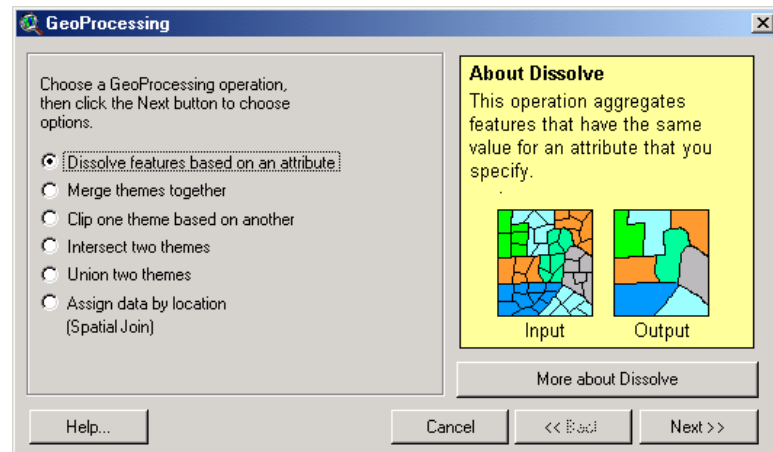 GeoProcessing
Choose a GeoProcessing operation,
then click the Next button to choose
options.
Dissolve features based on an attribute
Merge themes together
Clip one theme based on another
Intersect two themes
Union two themes
Assign data by location
(Spatial Join)
About Dissolve
This operation aggregates
features that have the same
value for an attribute that you
specify.
Input Output
More about Dissolve
Help... Cancel << Back Next >>